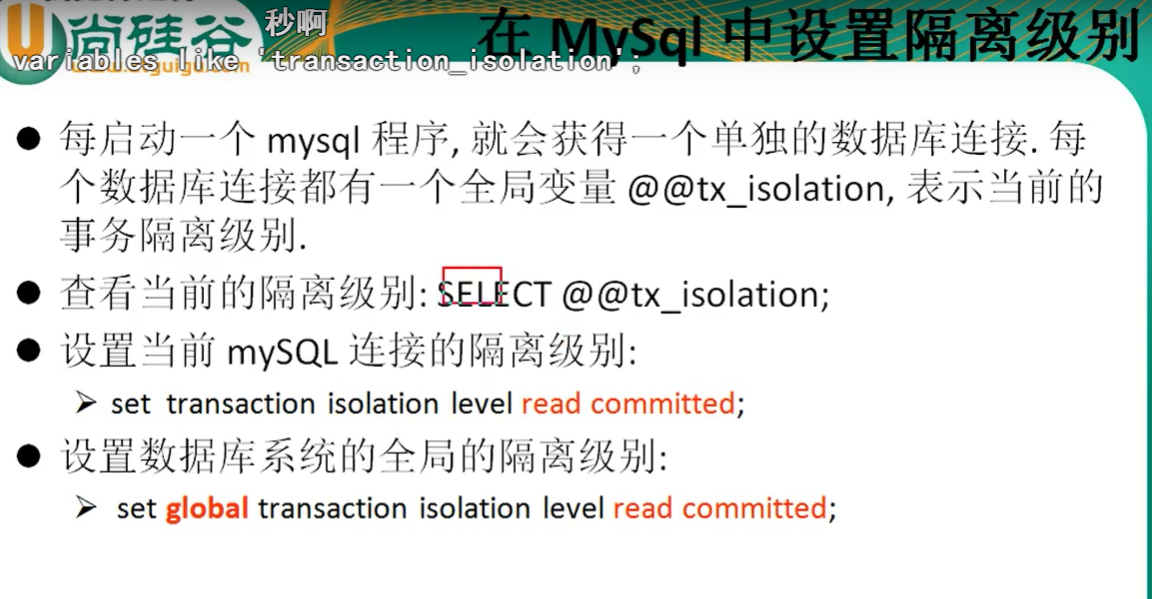 尚硅谷
秒啊
在 MySql 中设置隔离级别
variables like 'transaction_isolation';
● 每启动一个 mysql 程序, 就会获得一个单独的数据库连接. 每
个数据库连接都有一个全局变量 @@tx_isolation, 表示当前的
事务隔离级别.
● 查看当前的隔离级别: SELECT @@tx_isolation;
● 设置当前 mySQL 连接的隔离级别:
➢ set transaction isolation level read committed;
● 设置数据库系统的全局的隔离级别:
➢ set global transaction isolation level read committed;